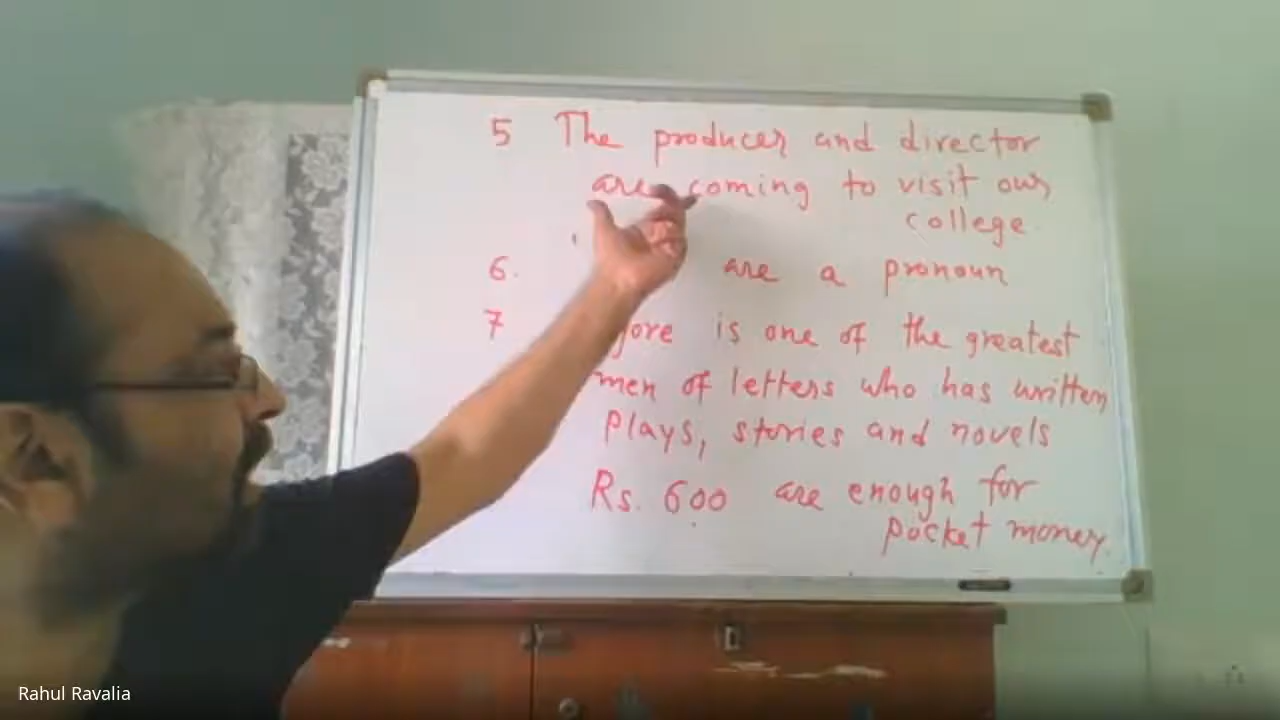 5 The producer and director
are coming to visit our
college.
6. are a pronoun
7 is one of the greatest
men of letters who has written
plays, stories and novels
Rs. 600 are enough for
pocket money.
Rahul Ravalia